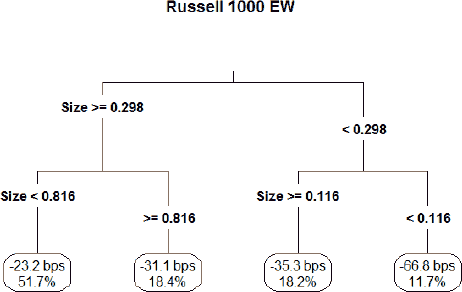 Russell 1000 EW
Size >= 0.298
< 0.298
Size < 0.816
>= 0.816
Size >= 0.116
< 0.116
-23.2 bps
51.7%
-31.1 bps
18.4%
-35.3 bps
18.2%
-66.8 bps
11.7%